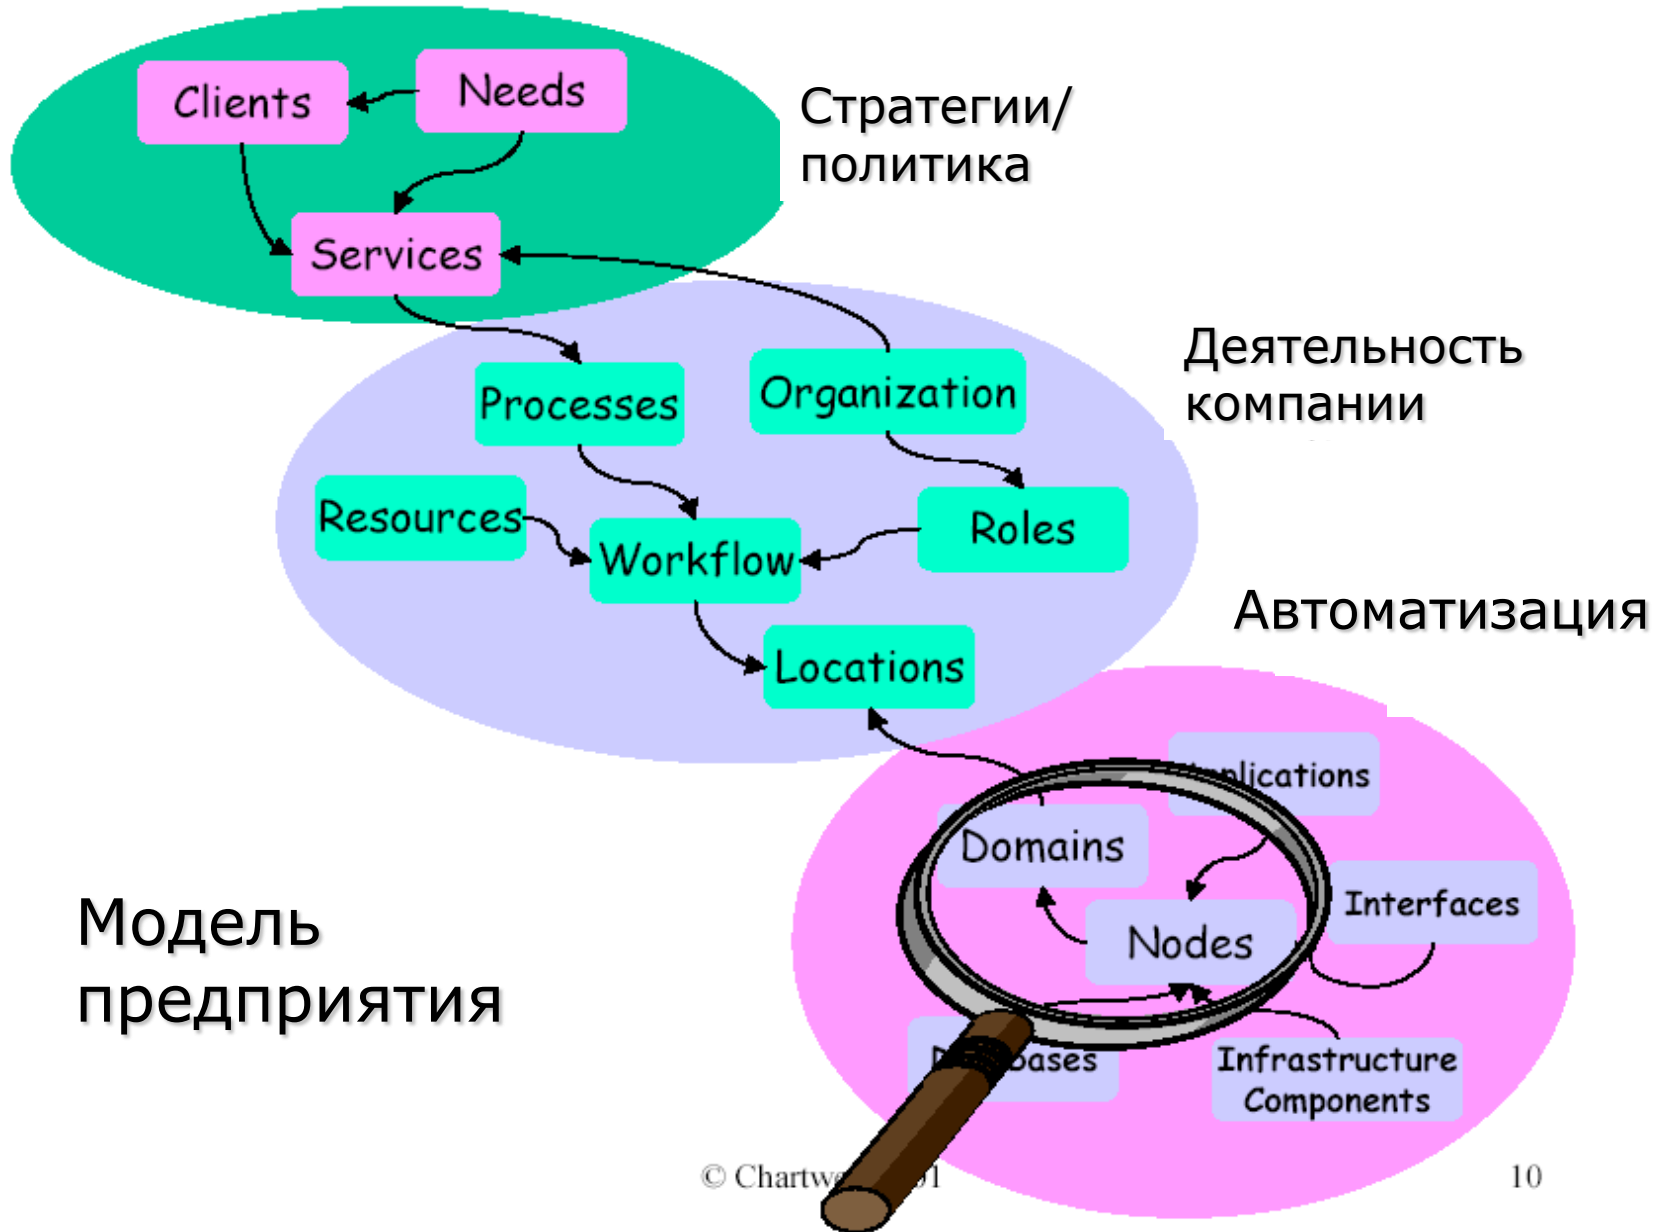 Clients
Needs
Стратегии/
политика
Services
Деятельность
компании
Processes
Organization
Resources
Roles
Workflow
Автоматизация
Locations
Domains
Interfaces
Nodes
Модель
предприятия
Infrastructure
Components
©
10